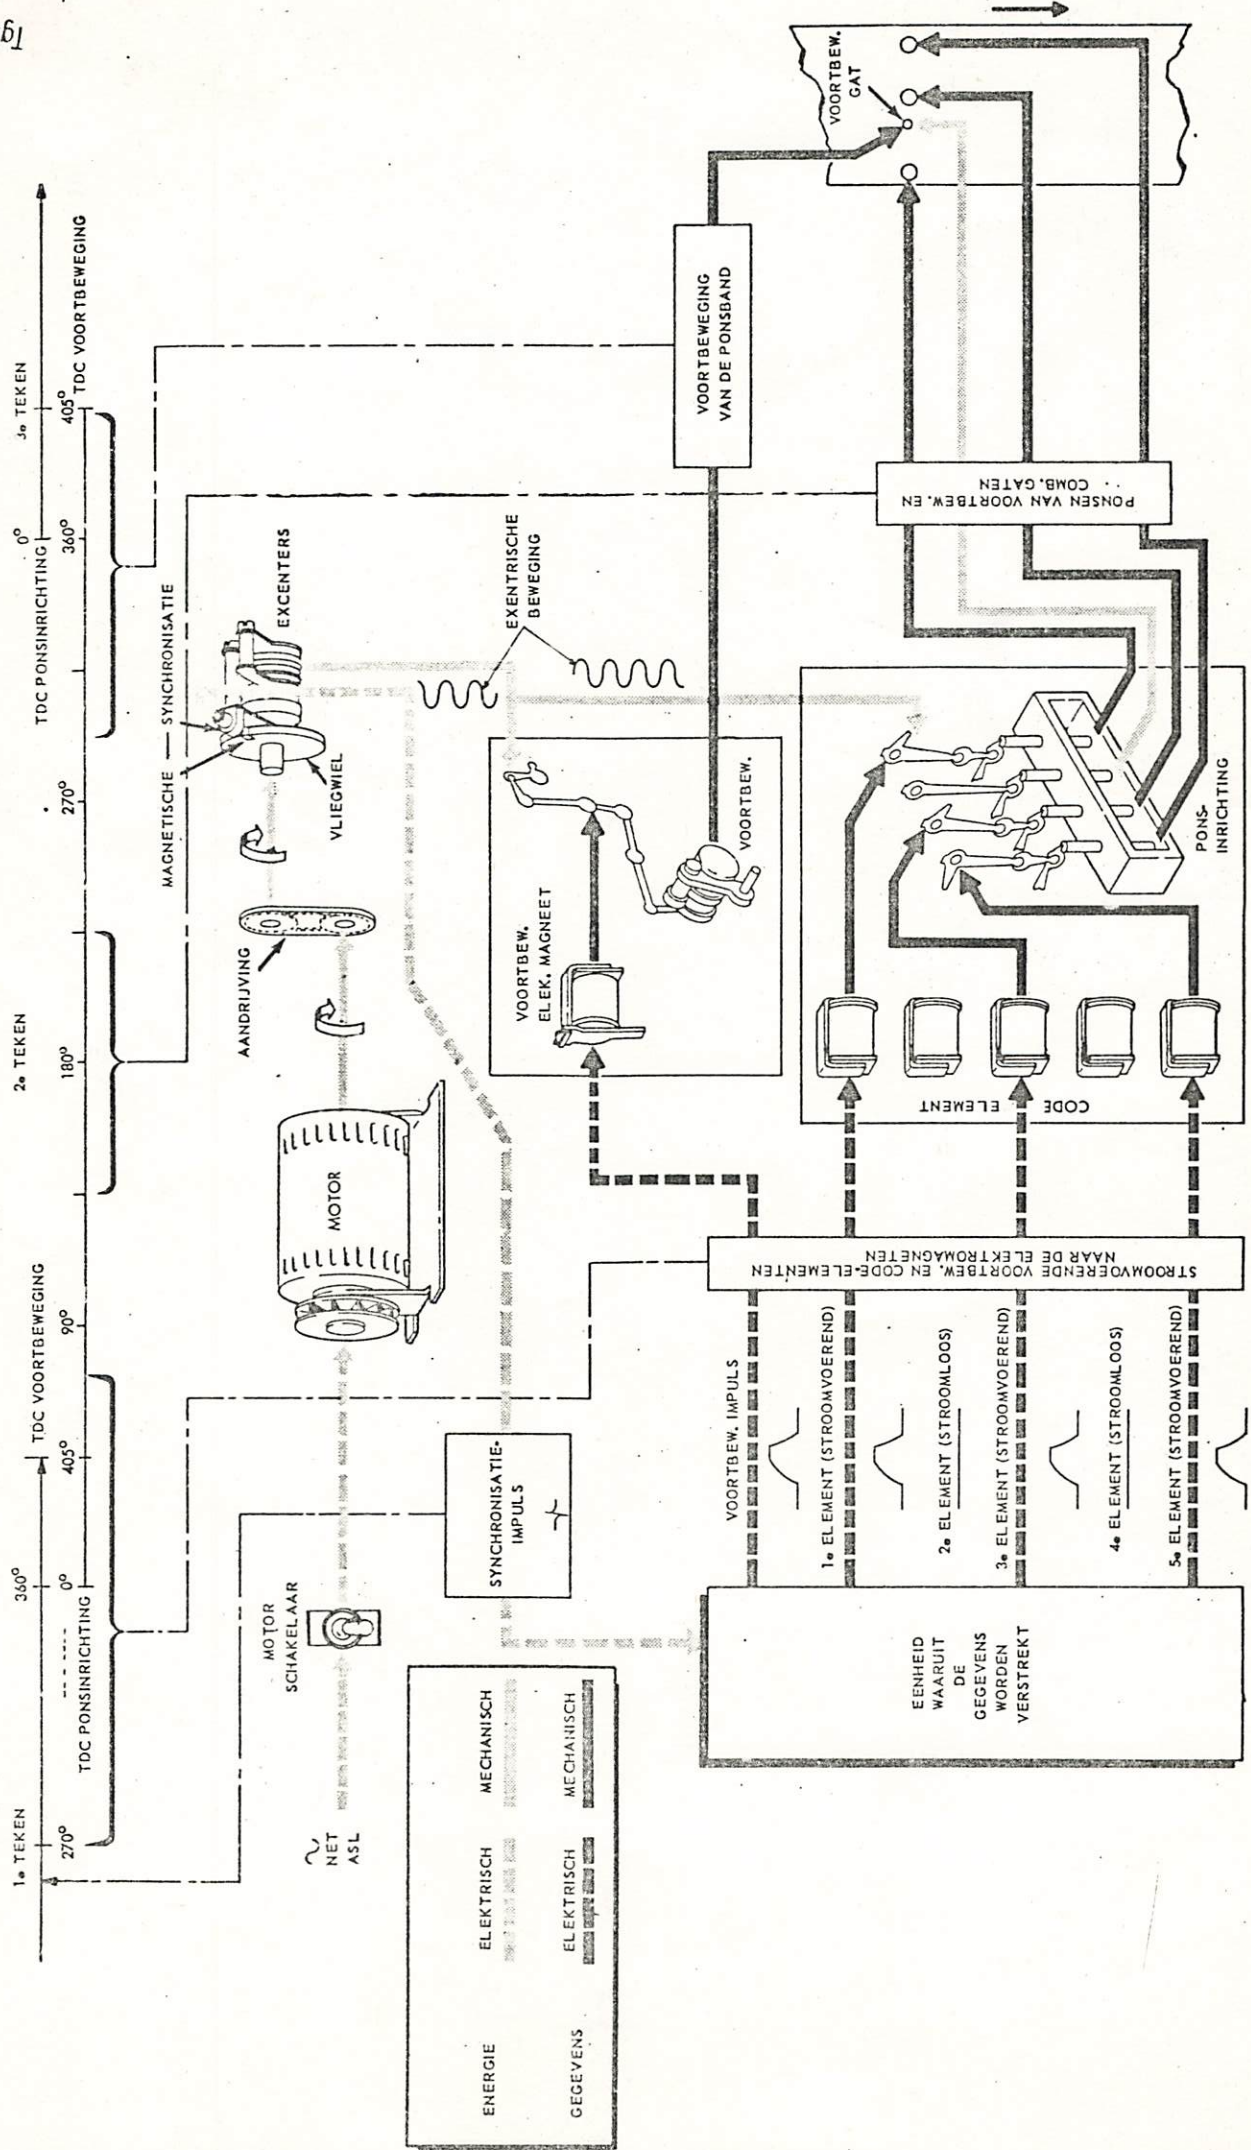 Tg
1e TEKEN
360°
TDC VOORTBEWEGING
2e TEKEN
TDC PONSINRICHTING
0°
3e TEKEN
270°
TDC PONSINRICHTING
0°
405°
90°
180°
270°
360°
405°
TDC VOORTBEWEGING
MAGNETISCHE — SYNCHRONISATIE
NET
ASL
MOTOR
SCHAKELAAR
MOTOR
AANDRIJVING
VLIEGWIEL
EXCENTERS
EXENTRISCHE
BEWEGING
ENERGIE
ELEKTRISCH
MECHANISCH
GEGEVENS
ELEKTRISCH
MECHANISCH
SYNCHRONISATIE-
IMPULS
VOORTBEW.
ELEK. MAGNEET
VOORTBEW.
VOORTBEWEGING
VAN DE PONSBAND
VOORTBEW.
GAT
EENHEID
WAARUIT
DE
GEGEVENS
WORDEN
VERSTREKT
VOORTBEW. IMPULS
1e ELEMENT (STROOMVOEREND)
2e ELEMENT (STROOMLOOS)
3e ELEMENT (STROOMVOEREND)
4e ELEMENT (STROOMLOOS)
5e ELEMENT (STROOMVOEREND)
STROOMVOERENDE VOORTBEW. EN CODE-ELEMENTEN
NAAR DE ELEKTROMAGNETEN
CODE ELEMENT
PONS-
INRICHTING
PONSEN VAN VOORTBEW. EN
COMB. GATEN